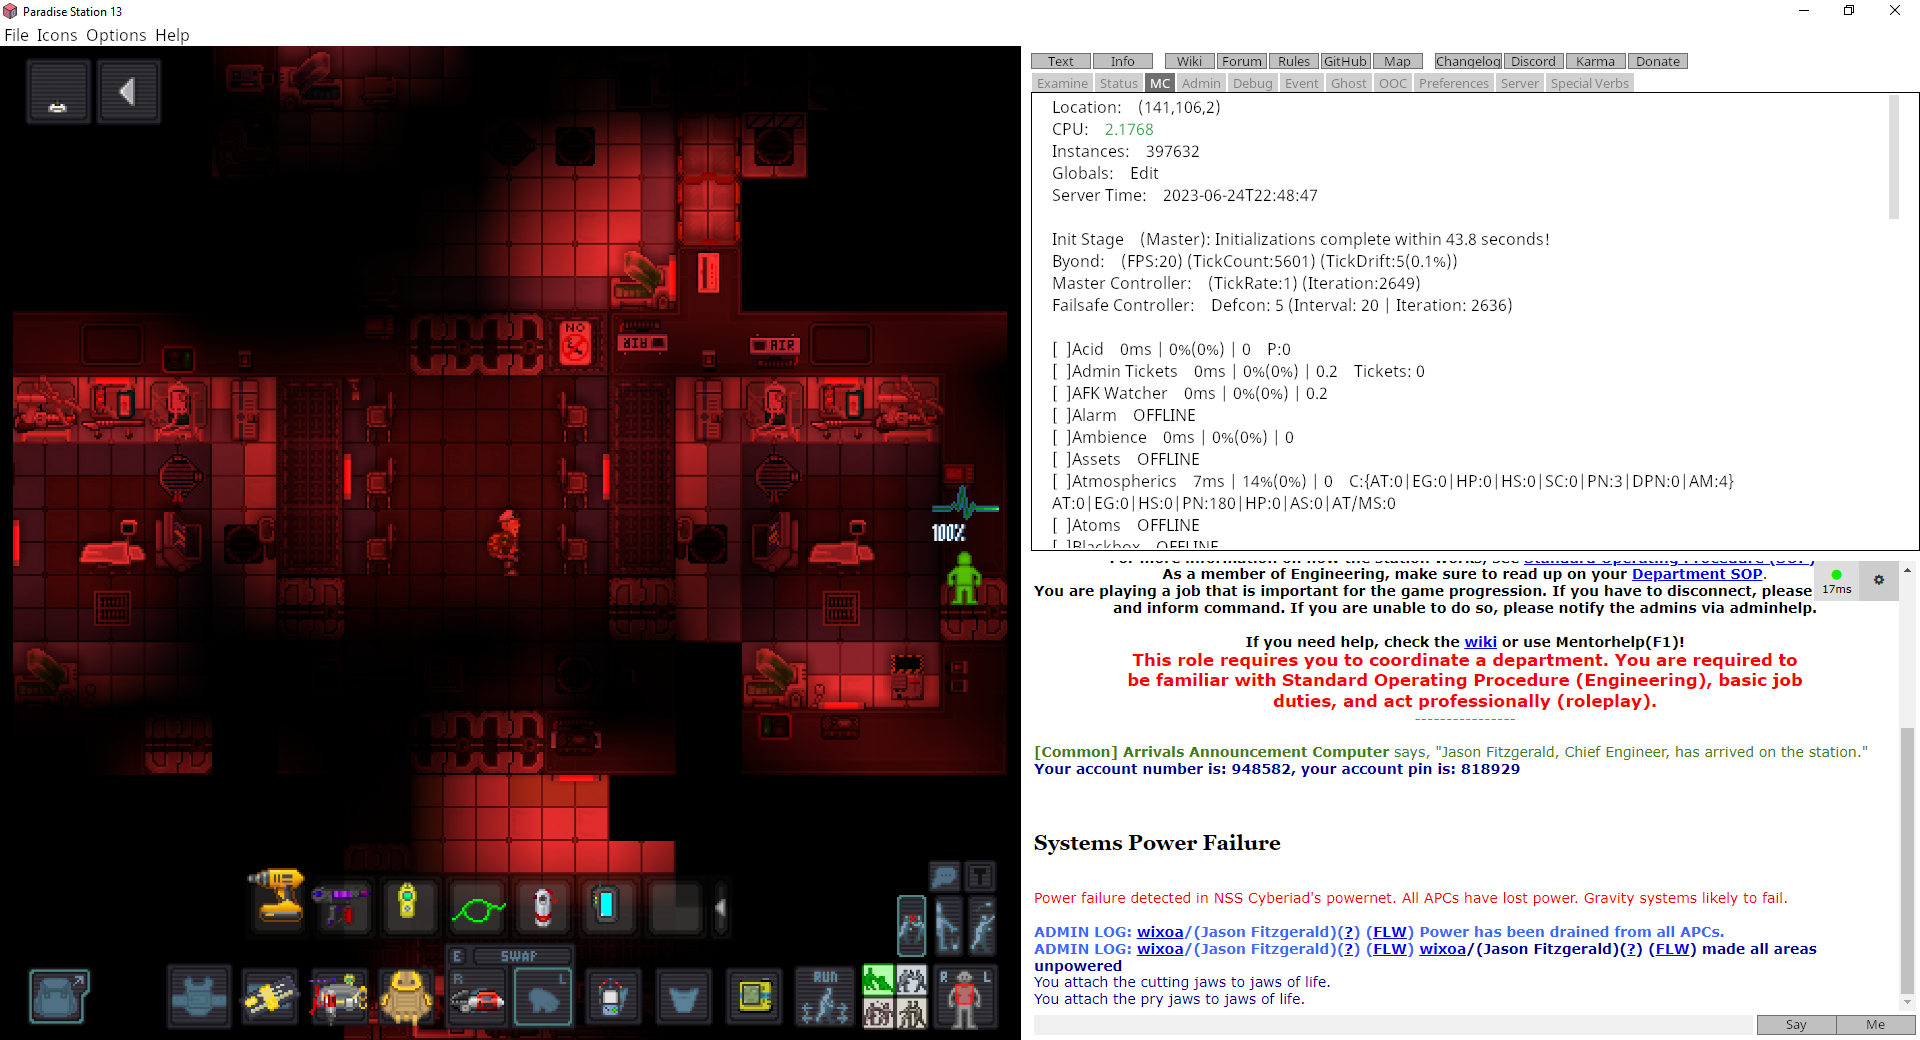 Paradise Station 13
File Icons Options Help
Text Info Wiki Forum Rules GitHub Map Changelog Discord Karma Donate
Examine Status MC Admin Debug Event Ghost OOC Preferences Server Special Verbs
Location: (141,106,2)
CPU: 2.1768
Instances: 397632
Globals: Edit
Server Time: 2023-06-24T22:48:47
Init Stage (Master): Initializations complete within 43.8 seconds!
Byond: (FPS:20) (TickCount:5601) (TickDrift:5(0.1%))
Master Controller: (TickRate:1) (Iteration:2649)
Failsafe Controller: Defcon: 5 (Interval: 20 | Iteration: 2636)
[ ]Acid 0ms | 0%(0%) | 0 P:0
[ ]Admin Tickets 0ms | 0%(0%) | 0.2 Tickets: 0
[ ]AFK Watcher 0ms | 0%(0%) | 0.2
[ ]Alarm OFFLINE
[ ]Ambience 0ms | 0%(0%) | 0
[ ]Assets OFFLINE
[ ]Atmospherics 7ms | 14%(0%) | 0 C:{AT:0|EG:0|HP:0|HS:0|SC:0|PN:3|DPN:0|AM:4}
AT:0|EG:0|HS:0|PN:180|HP:0|AS:0|AT/MS:0
[ ]Atoms OFFLINE
[ ]Blackbox OFFLINE
For more information on how the station works, see Standard Operating Procedure (SOP)
As a member of Engineering, make sure to read up on your Department SOP.
You are playing a job that is important for the game progression. If you have to disconnect, please
and inform command. If you are unable to do so, please notify the admins via adminhelp.
17ms
If you need help, check the wiki or use Mentorhelp(F1)!
This role requires you to coordinate a department. You are required to
be familiar with Standard Operating Procedure (Engineering), basic job
duties, and act professionally (roleplay).
----------------
[Common] Arrivals Announcement Computer says, "Jason Fitzgerald, Chief Engineer, has arrived on the station."
Your account number is: 948582, your account pin is: 818929
Systems Power Failure
Power failure detected in NSS Cyberiad's powernet. All APCs have lost power. Gravity systems likely to fail.
ADMIN LOG: wixoa/(Jason Fitzgerald)(?) (FLW) Power has been drained from all APCs.
ADMIN LOG: wixoa/(Jason Fitzgerald)(?) (FLW) wixoa/(Jason Fitzgerald)(?) (FLW) made all areas
unpowered
You attach the cutting jaws to jaws of life.
You attach the pry jaws to jaws of life.
Say Me
NO
AIR
AIR
100%
E SWAP
R L
RUN
R L
T